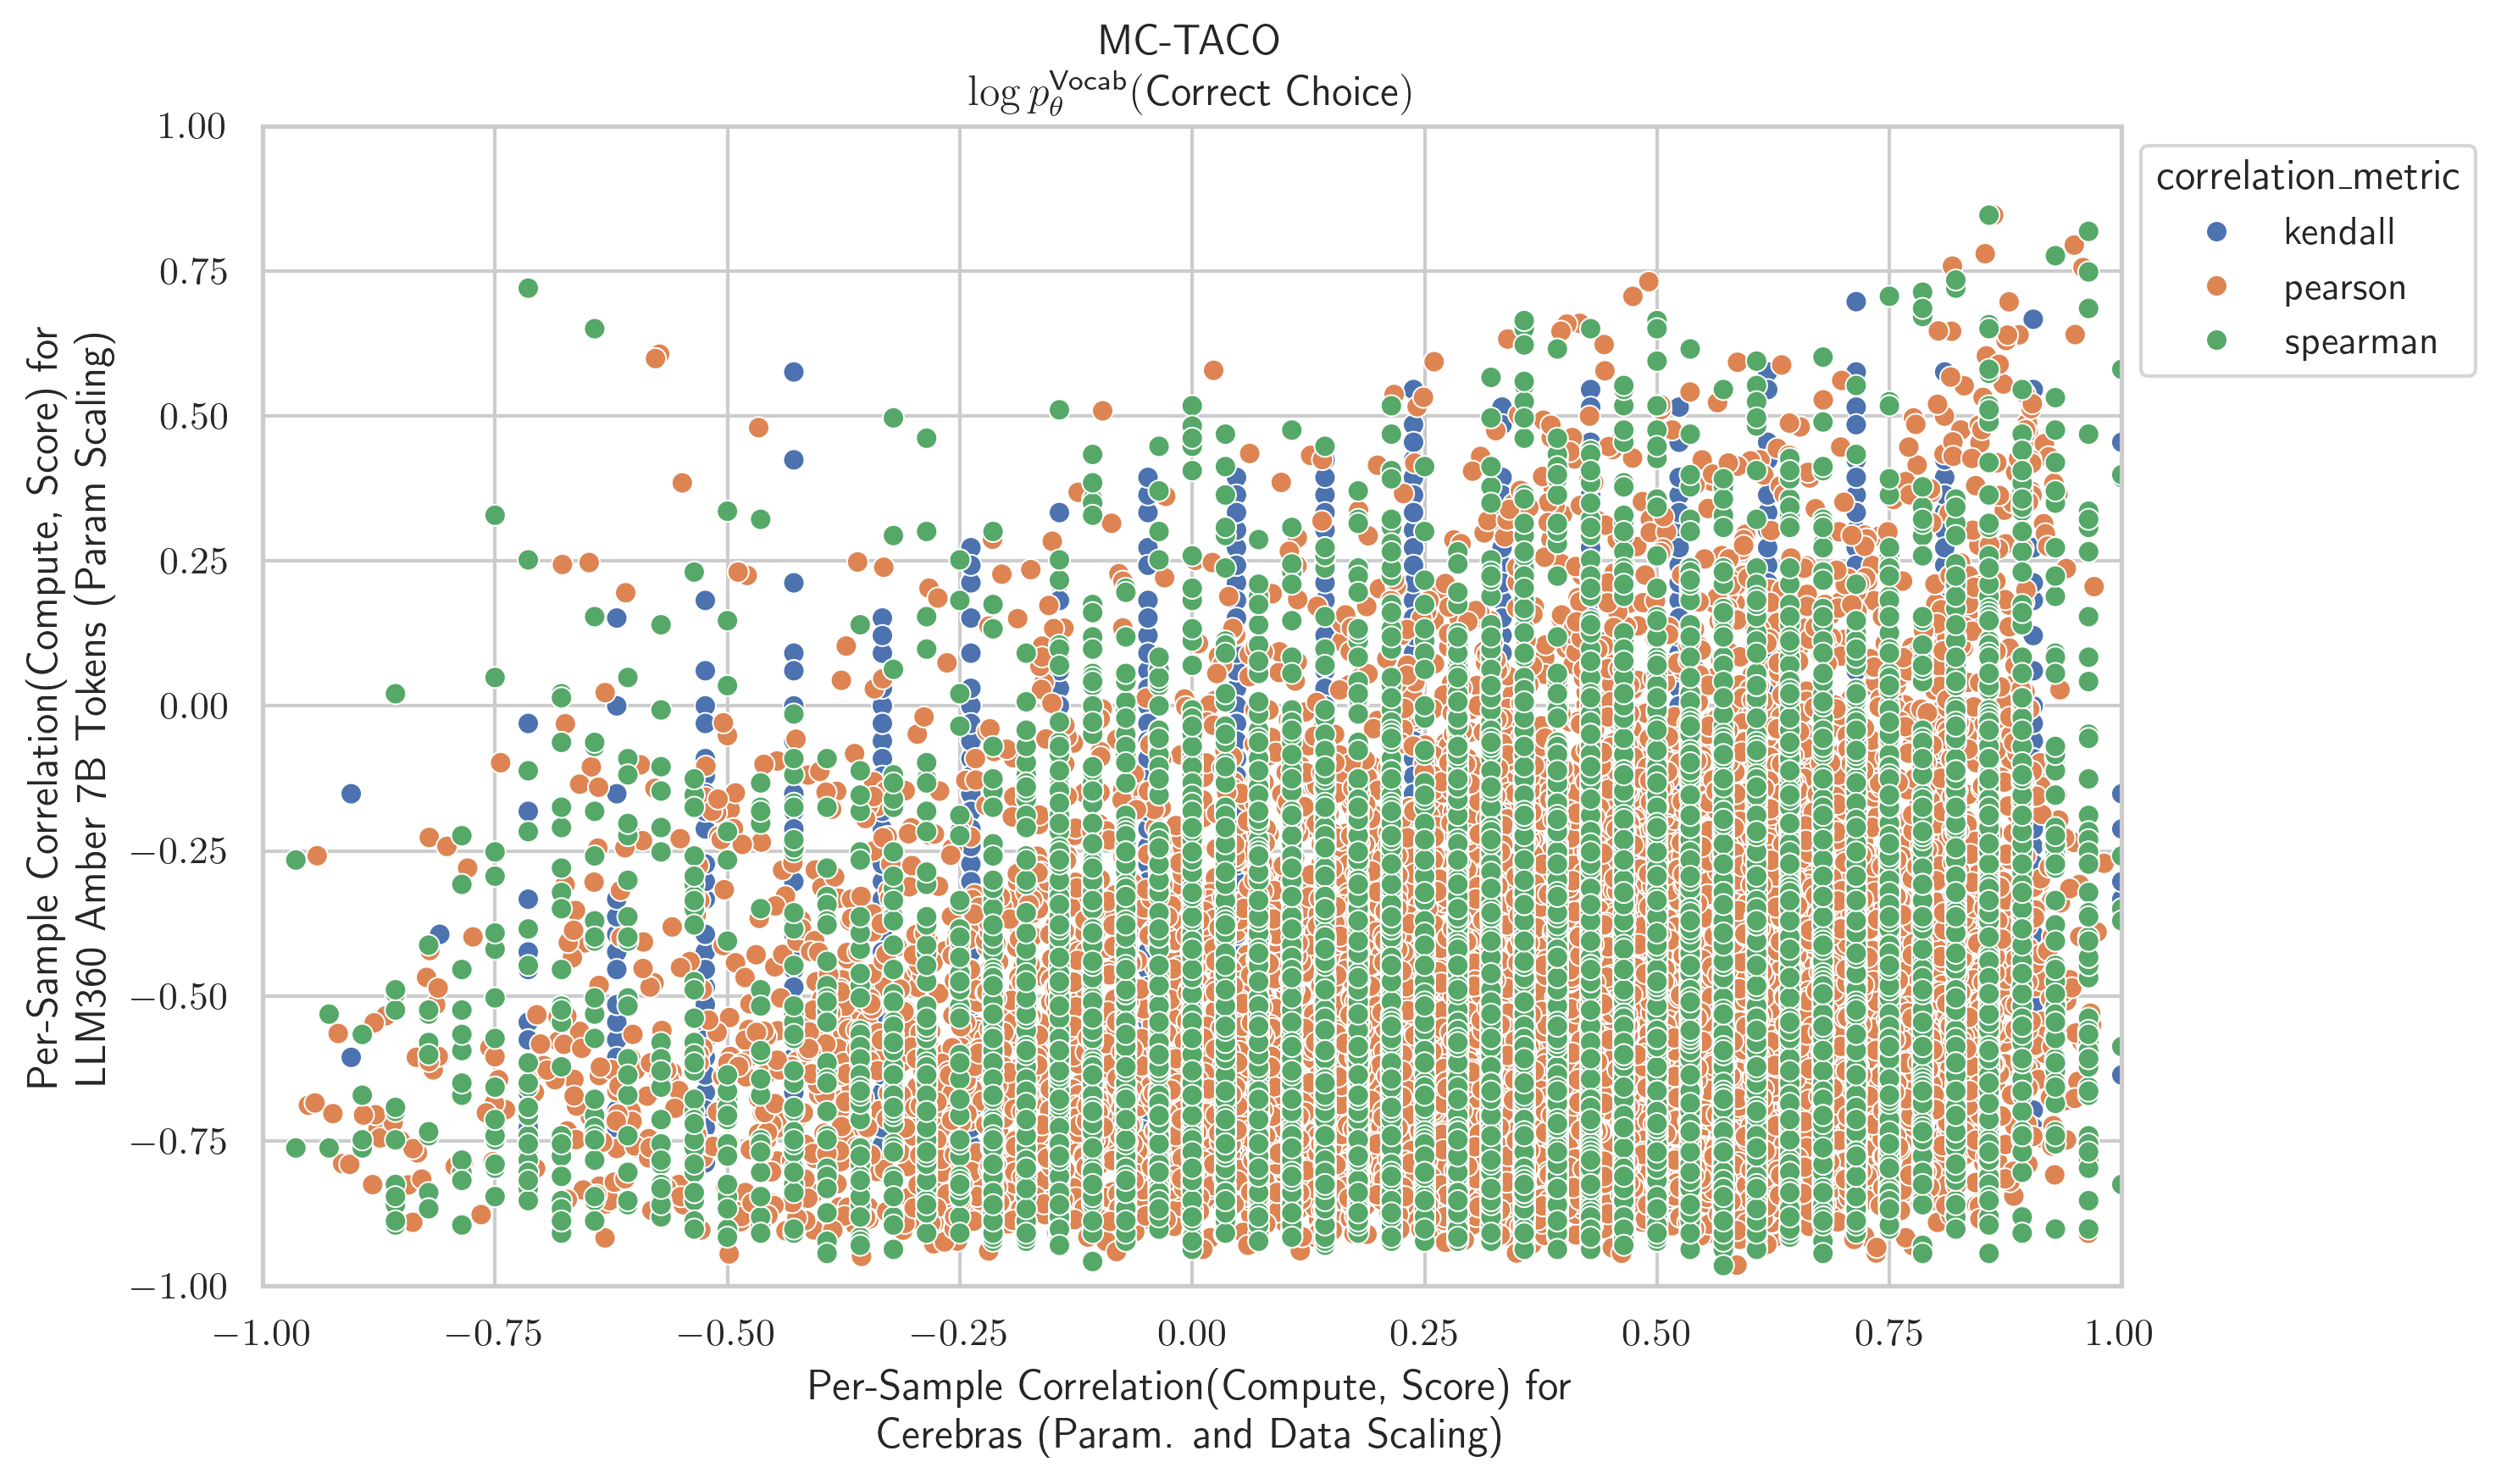 MC-TACO
log p_θ^Vocab(Correct Choice)
Per-Sample Correlation(Compute, Score) for
LLM360 Amber 7B Tokens (Param Scaling)
1.00
0.75
0.50
0.25
0.00
−0.25
−0.50
−0.75
−1.00
−1.00 −0.75 −0.50 −0.25 0.00 0.25 0.50 0.75 1.00
Per-Sample Correlation(Compute, Score) for
Cerebras (Param. and Data Scaling)
correlation_metric
kendall
pearson
spearman